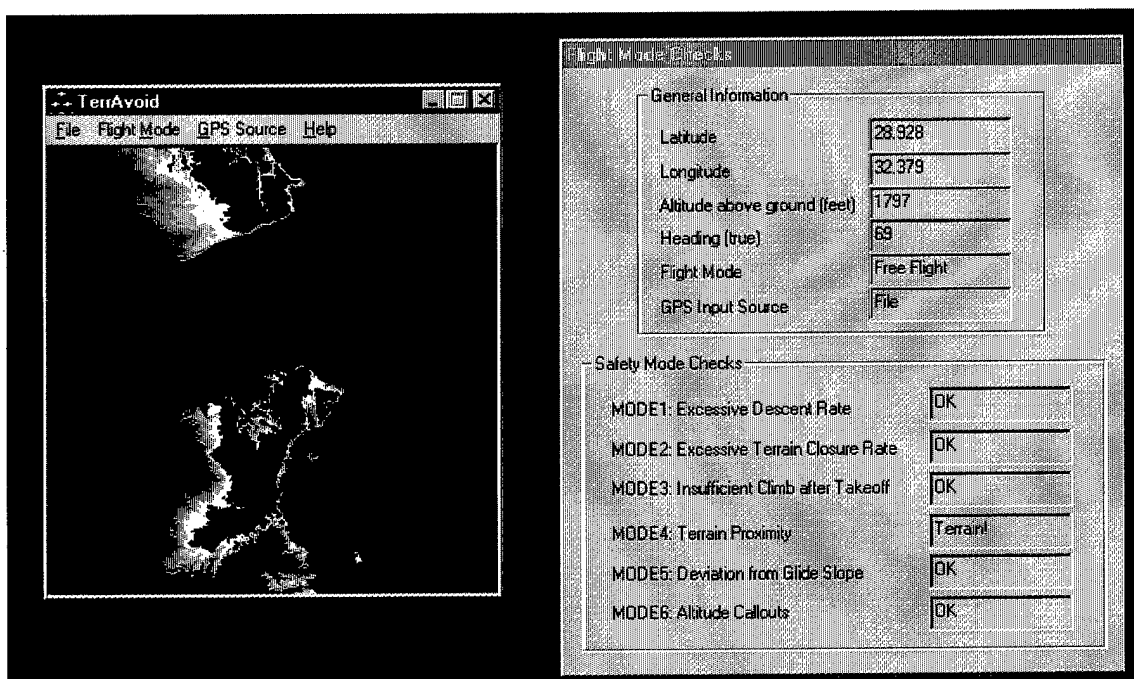 TerrAvoid
File Flight Mode GPS Source Help
Flight Mode Checks
General Information
Latitude 28.928
Longitude 32.379
Altitude above ground (feet) 1797
Heading (true) 69
Flight Mode Free Flight
GPS Input Source File
Safety Mode Checks
MODE1: Excessive Descent Rate OK
MODE2: Excessive Terrain Closure Rate OK
MODE3: Insufficient Climb after Takeoff OK
MODE4: Terrain Proximity Terrain!
MODE5: Deviation from Glide Slope OK
MODE6: Altitude Callouts OK